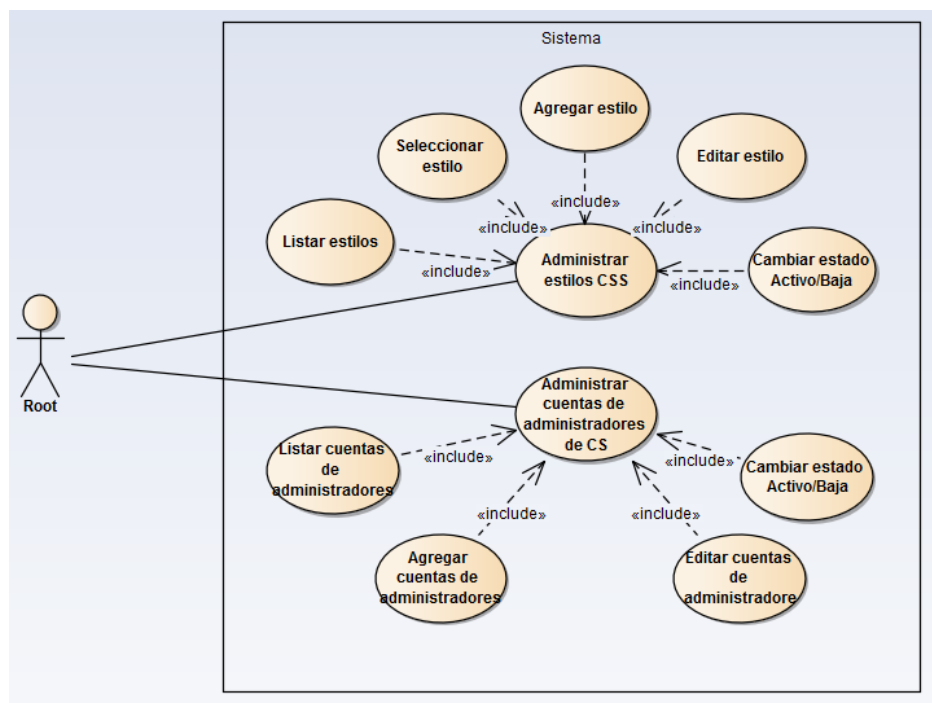 Sistema
Agregar estilo
Seleccionar
estilo
Editar estilo
«include»
«include»
«include»
Listar estilos
«include»
Administrar
estilos CSS
Cambiar estado
Activo/Baja
«include»
Root
Administrar
cuentas de
administradores
de CS
Listar cuentas
de
administradores
«include»
«include»
Cambiar estado
Activo/Baja
«include»
«include»
Agregar
cuentas de
administradores
Editar cuentas
de
administradore